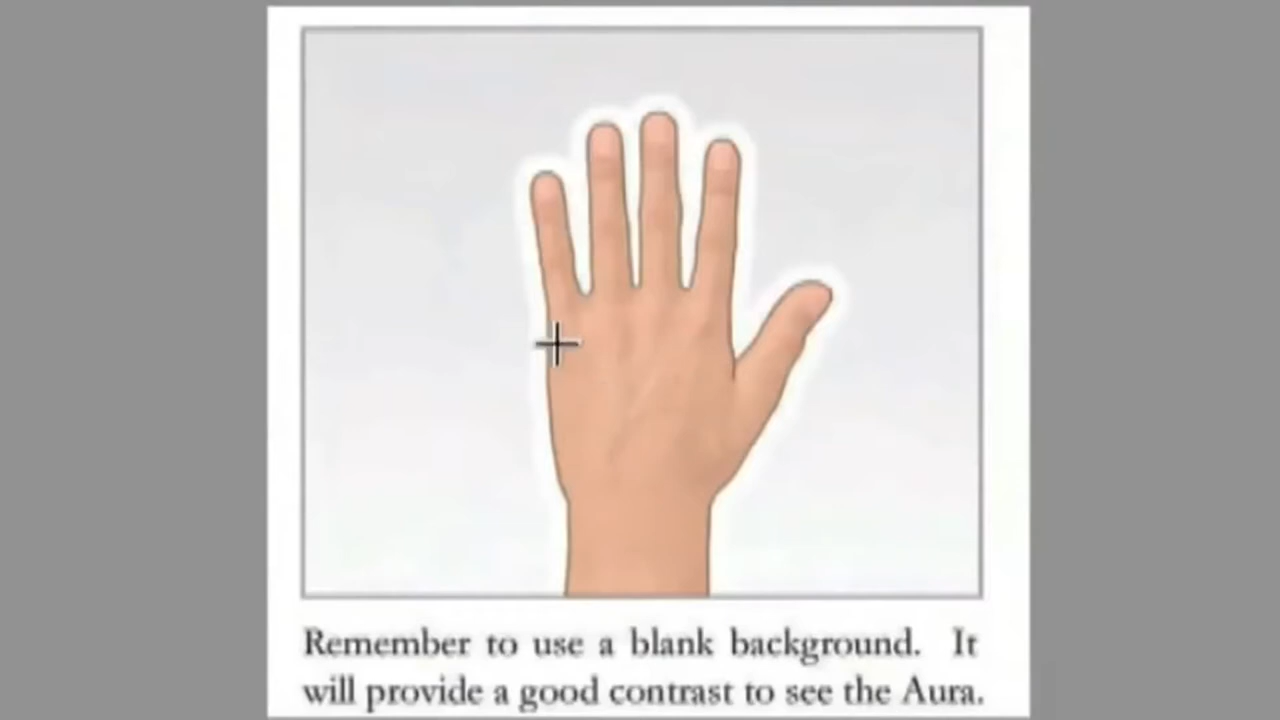 Remember to use a blank background. It
will provide a good contrast to see the Aura.